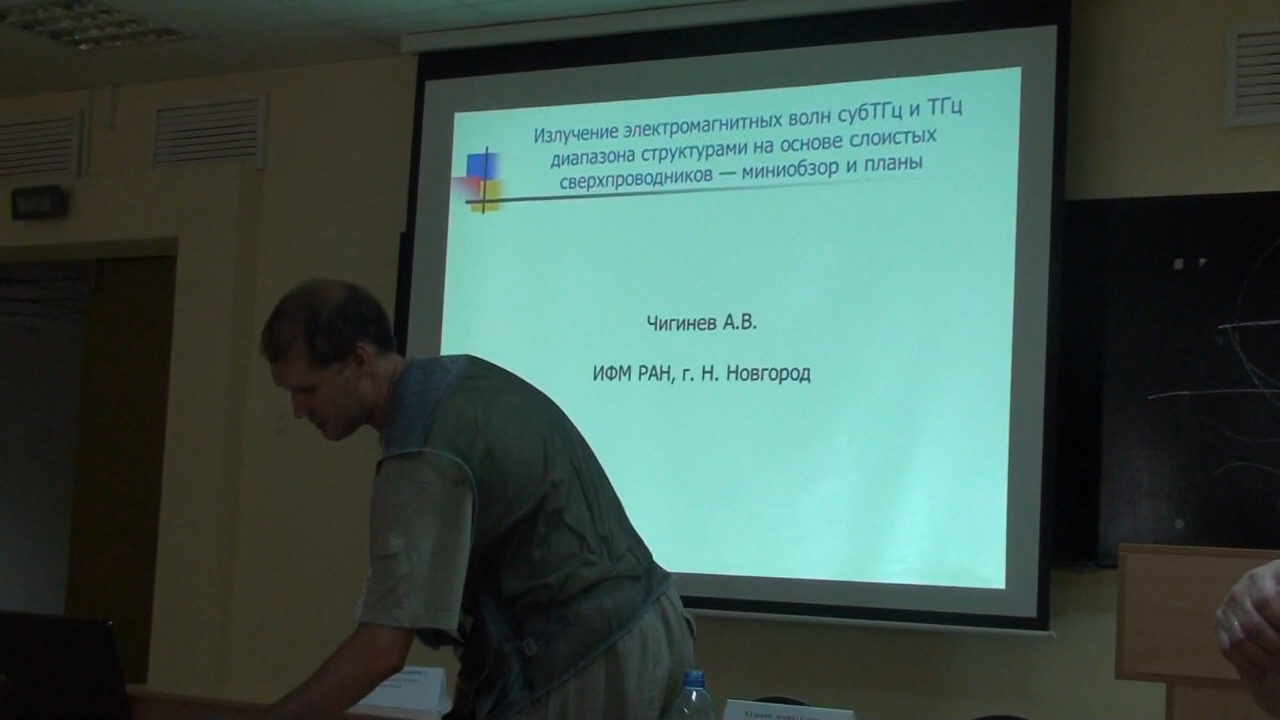 Излучение электромагнитных волн субТГц и ТГц
диапазона структурами на основе слоистых
сверхпроводников — миниобзор и планы
Чигинев А.В.
ИФМ РАН, г. Н. Новгород